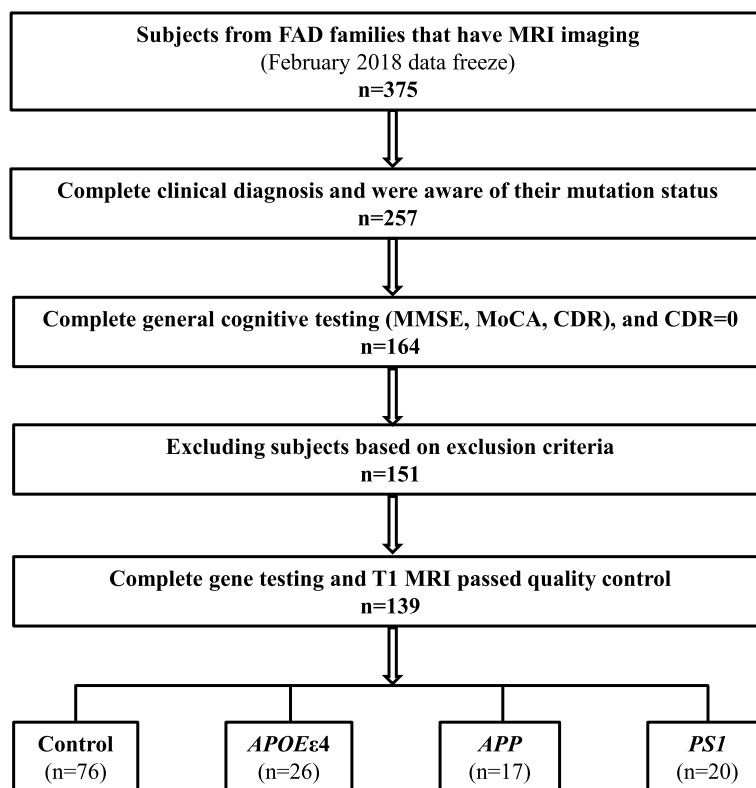 Subjects from FAD families that have MRI imaging
(February 2018 data freeze)
n=375
Complete clinical diagnosis and were aware of their mutation status
n=257
Complete general cognitive testing (MMSE, MoCA, CDR), and CDR=0
n=164
Excluding subjects based on exclusion criteria
n=151
Complete gene testing and T1 MRI passed quality control
n=139
Control
(n=76)
APOEε4
(n=26)
APP
(n=17)
PS1
(n=20)